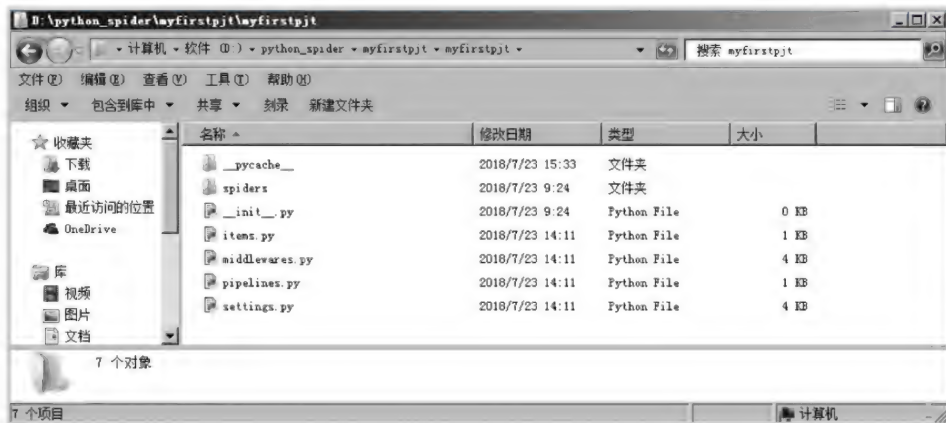 D:\python_spider\myfirstpjt\myfirstpjt
计算机 软件 (D:) python_spider myfirstpjt myfirstpjt
搜索 myfirstpjt
文件(F) 编辑(E) 查看(V) 工具(T) 帮助(H)
组织 包含到库中 共享 刻录 新建文件夹
名称 修改日期 类型 大小
收藏夹
下载
桌面
最近访问的位置
OneDrive
库
视频
图片
文档
__pycache__ 2018/7/23 15:33 文件夹
spiders 2018/7/23 9:24 文件夹
__init__.py 2018/7/23 9:24 Python File 0 KB
items.py 2018/7/23 14:11 Python File 1 KB
middlewares.py 2018/7/23 14:11 Python File 4 KB
pipelines.py 2018/7/23 14:11 Python File 1 KB
settings.py 2018/7/23 14:11 Python File 4 KB
7 个对象
7 个项目 计算机